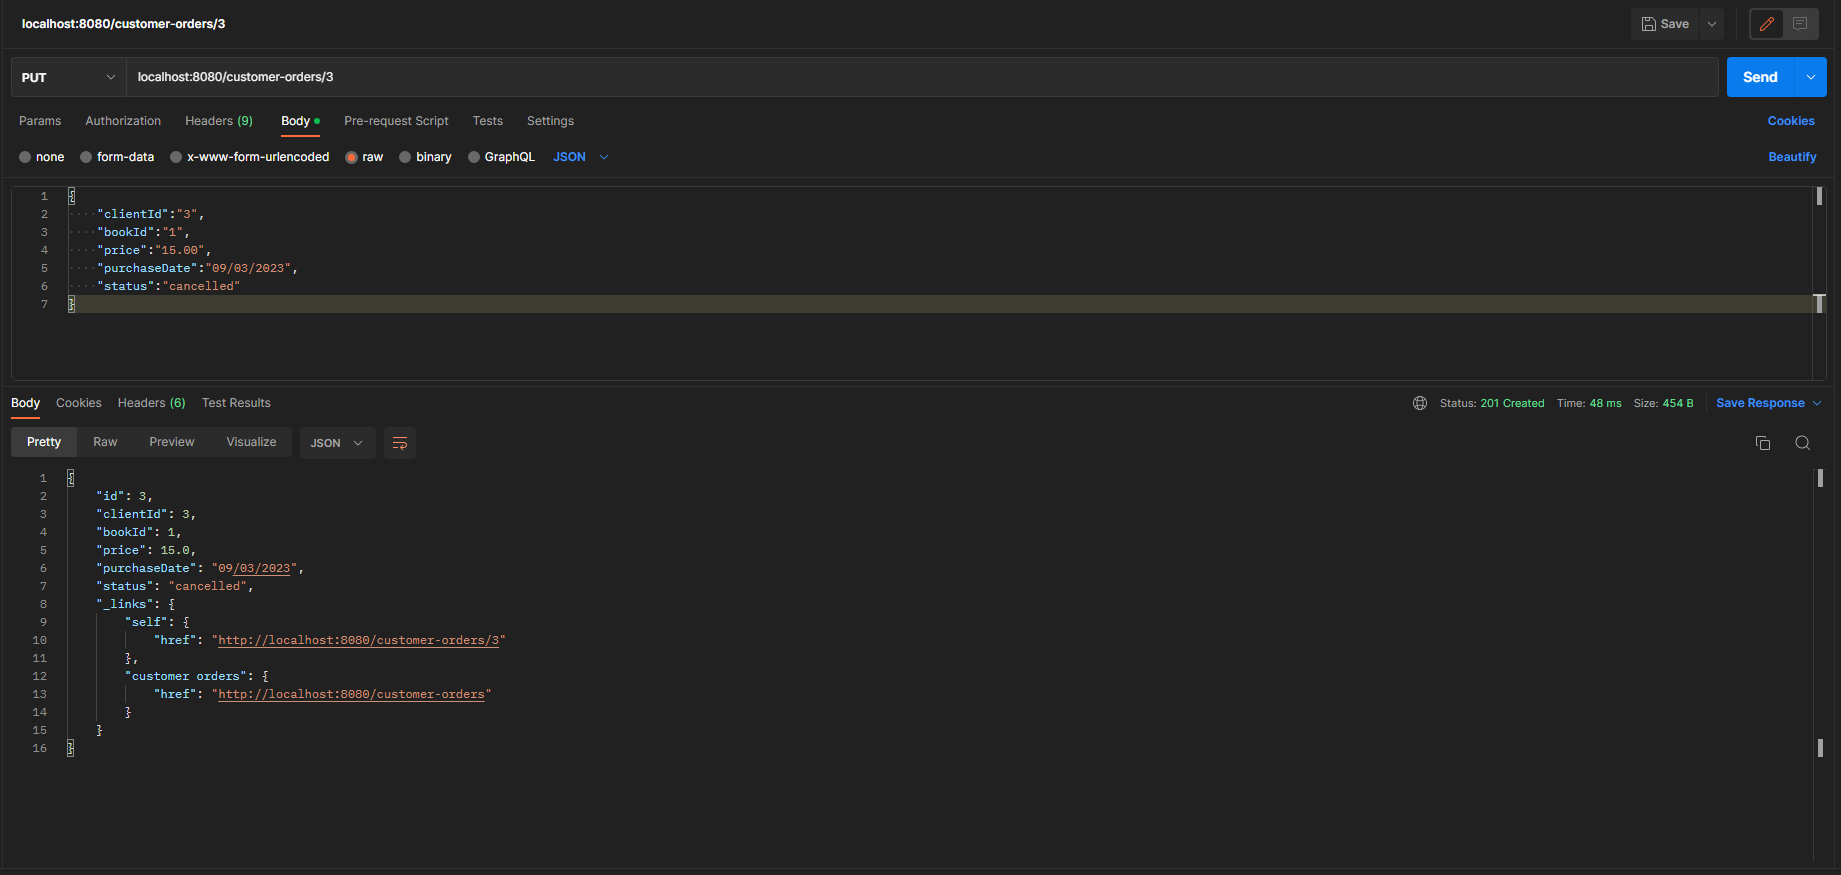 localhost:8080/customer-orders/3
Save
PUT
localhost:8080/customer-orders/3
Send
Params Authorization Headers (9) Body Pre-request Script Tests Settings Cookies
none form-data x-www-form-urlencoded raw binary GraphQL JSON Beautify
1 {
2 "clientId":"3",
3 "bookId":"1",
4 "price":"15.00",
5 "purchaseDate":"09/03/2023",
6 "status":"cancelled"
7 }
Body Cookies Headers (6) Test Results Status: 201 Created Time: 48 ms Size: 454 B Save Response
Pretty Raw Preview Visualize JSON
1 {
2 "id": 3,
3 "clientId": 3,
4 "bookId": 1,
5 "price": 15.0,
6 "purchaseDate": "09/03/2023",
7 "status": "cancelled",
8 "_links": {
9 "self": {
10 "href": "http://localhost:8080/customer-orders/3"
11 },
12 "customer orders": {
13 "href": "http://localhost:8080/customer-orders"
14 }
15 }
16 }